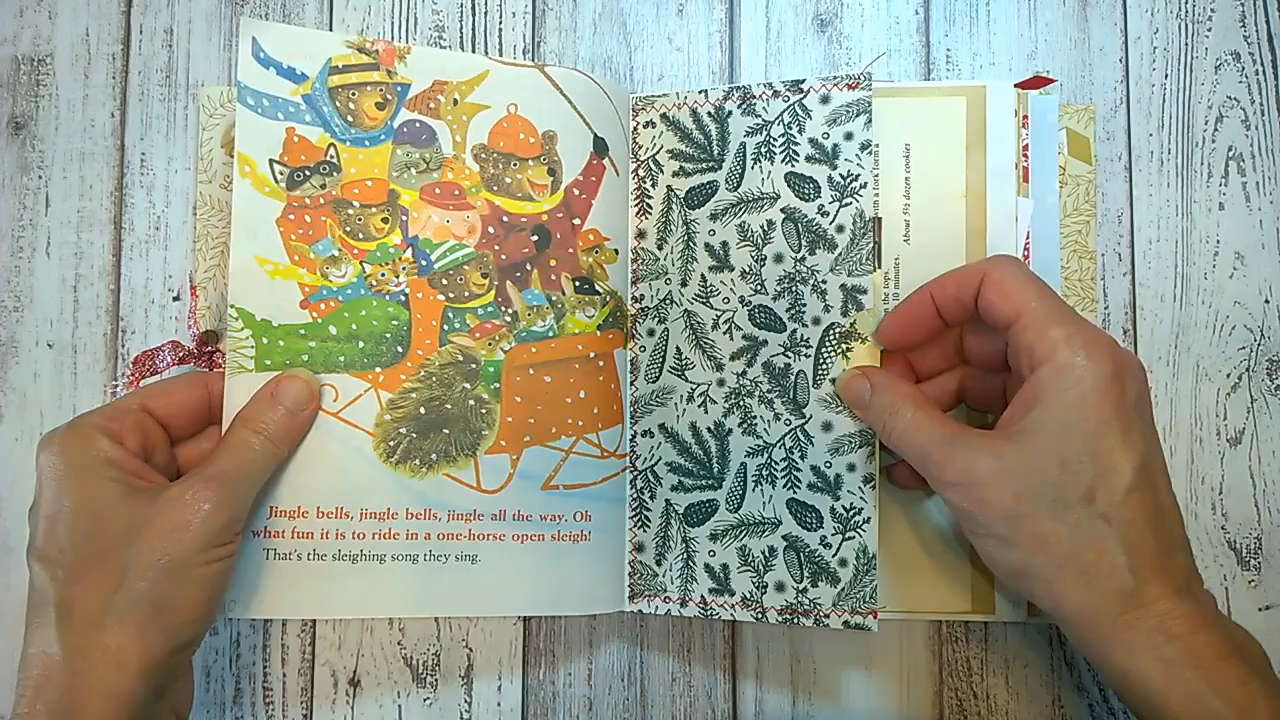 Jingle bells, jingle bells, jingle all the way. Oh
what fun it is to ride in a one-horse open sleigh!
That's the sleighing song they sing.
10
with a fork form a
About 5½ dozen cookies
the tops.
10 minutes.